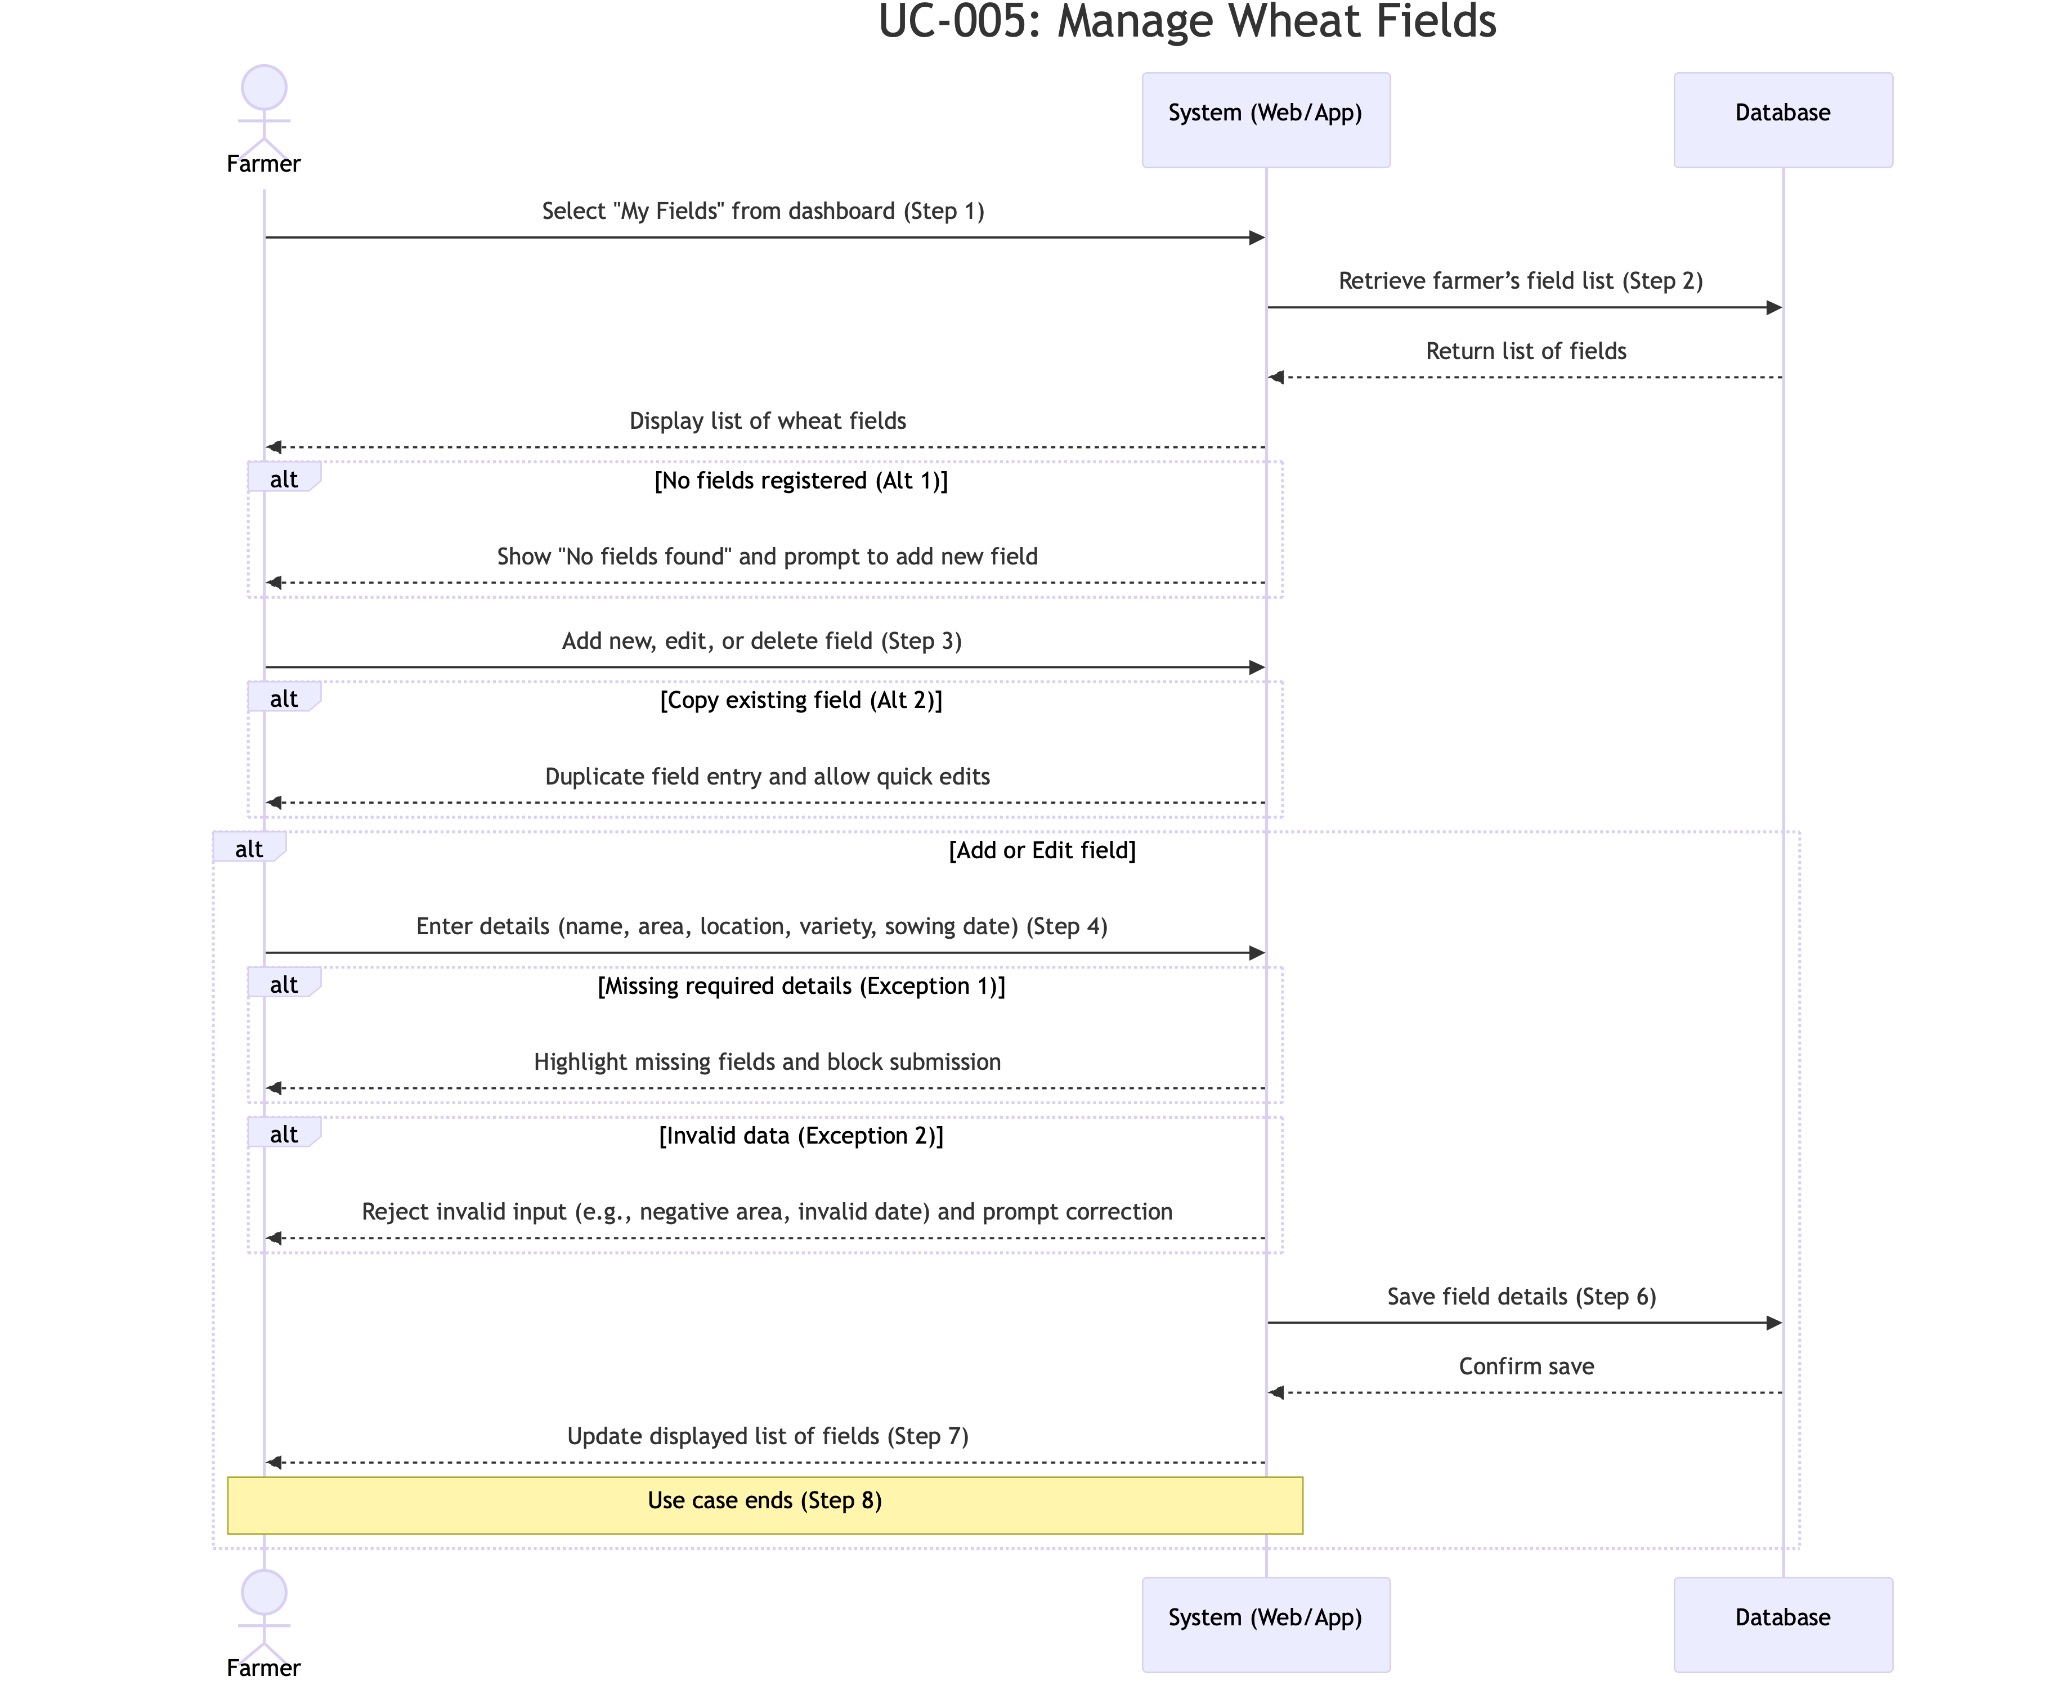 UC-005: Manage Wheat Fields
Farmer
System (Web/App)
Database
Select "My Fields" from dashboard (Step 1)
Retrieve farmer’s field list (Step 2)
Return list of fields
Display list of wheat fields
alt
[No fields registered (Alt 1)]
Show "No fields found" and prompt to add new field
Add new, edit, or delete field (Step 3)
alt
[Copy existing field (Alt 2)]
Duplicate field entry and allow quick edits
alt
[Add or Edit field]
Enter details (name, area, location, variety, sowing date) (Step 4)
alt
[Missing required details (Exception 1)]
Highlight missing fields and block submission
alt
[Invalid data (Exception 2)]
Reject invalid input (e.g., negative area, invalid date) and prompt correction
Save field details (Step 6)
Confirm save
Update displayed list of fields (Step 7)
Use case ends (Step 8)
Farmer
System (Web/App)
Database